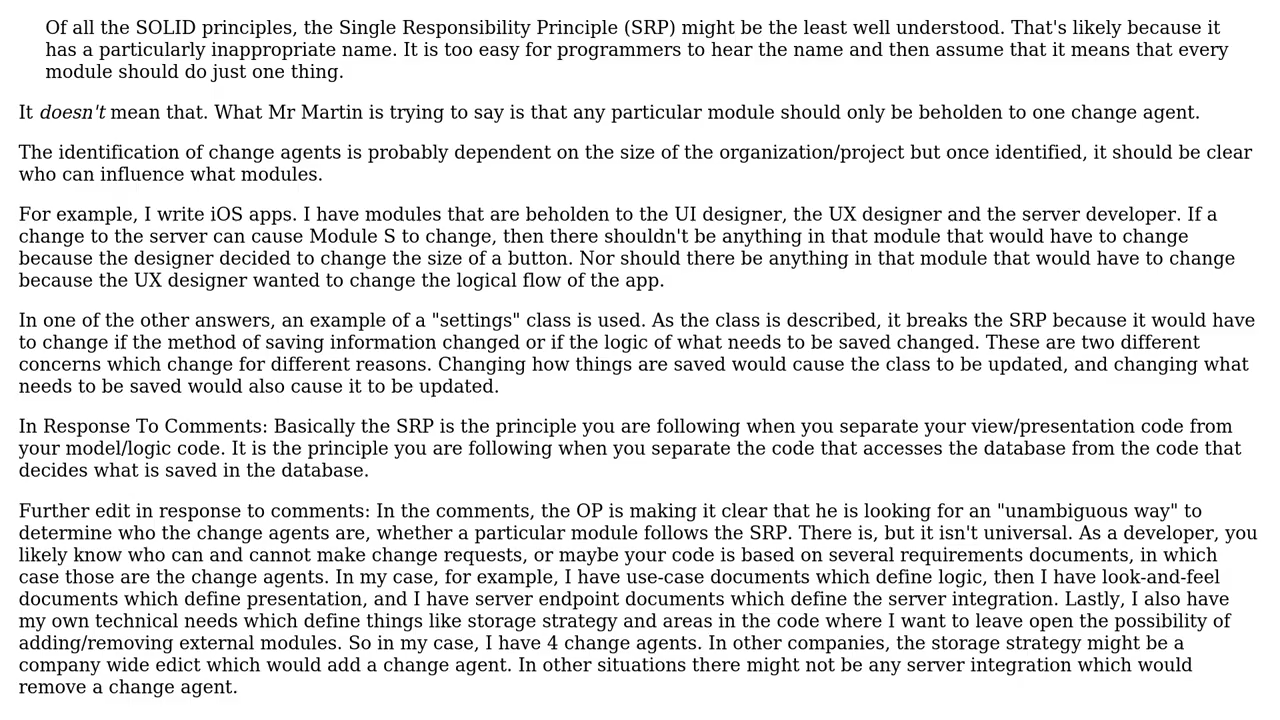 Of all the SOLID principles, the Single Responsibility Principle (SRP) might be the least well understood. That's likely because it
has a particularly inappropriate name. It is too easy for programmers to hear the name and then assume that it means that every
module should do just one thing.
It doesn't mean that. What Mr Martin is trying to say is that any particular module should only be beholden to one change agent.
The identification of change agents is probably dependent on the size of the organization/project but once identified, it should be clear
who can influence what modules.
For example, I write iOS apps. I have modules that are beholden to the UI designer, the UX designer and the server developer. If a
change to the server can cause Module S to change, then there shouldn't be anything in that module that would have to change
because the designer decided to change the size of a button. Nor should there be anything in that module that would have to change
because the UX designer wanted to change the logical flow of the app.
In one of the other answers, an example of a "settings" class is used. As the class is described, it breaks the SRP because it would have
to change if the method of saving information changed or if the logic of what needs to be saved changed. These are two different
concerns which change for different reasons. Changing how things are saved would cause the class to be updated, and changing what
needs to be saved would also cause it to be updated.
In Response To Comments: Basically the SRP is the principle you are following when you separate your view/presentation code from
your model/logic code. It is the principle you are following when you separate the code that accesses the database from the code that
decides what is saved in the database.
Further edit in response to comments: In the comments, the OP is making it clear that he is looking for an "unambiguous way" to
determine who the change agents are, whether a particular module follows the SRP. There is, but it isn't universal. As a developer, you
likely know who can and cannot make change requests, or maybe your code is based on several requirements documents, in which
case those are the change agents. In my case, for example, I have use-case documents which define logic, then I have look-and-feel
documents which define presentation, and I have server endpoint documents which define the server integration. Lastly, I also have
my own technical needs which define things like storage strategy and areas in the code where I want to leave open the possibility of
adding/removing external modules. So in my case, I have 4 change agents. In other companies, the storage strategy might be a
company wide edict which would add a change agent. In other situations there might not be any server integration which would
remove a change agent.